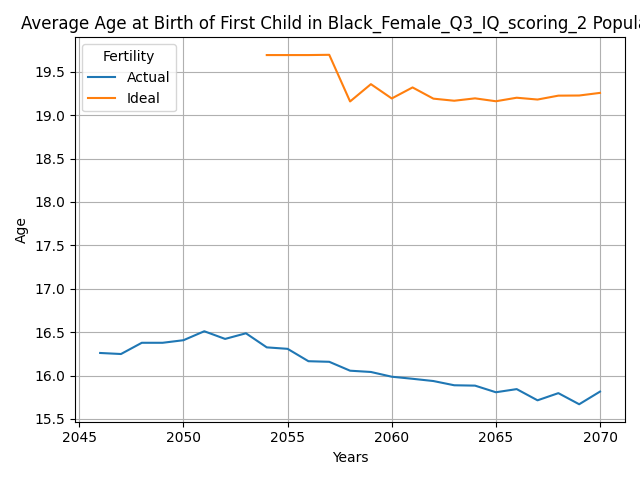 Average Age at Birth of First Child in Black_Female_Q3_IQ_scoring_2 Popula
Fertility
Actual
Ideal
19.5
19.0
18.5
18.0
17.5
17.0
16.5
16.0
15.5
Age
2045
2050
2055
2060
2065
2070
Years